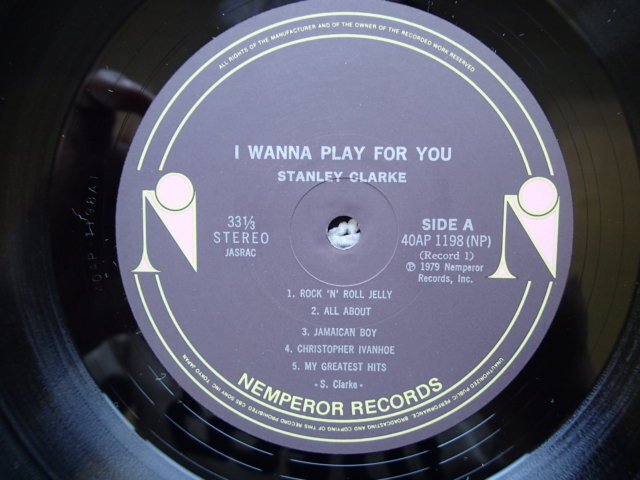 ALL RIGHTS OF THE MANUFACTURER AND OF THE OWNER OF THE RECORDED WORK RESERVED
I WANNA PLAY FOR YOU
STANLEY CLARKE
33⅓
STEREO
JASRAC
SIDE A
40AP 1198 (NP)
(Record 1)
Ⓟ 1979 Nemperor
Records, Inc.
1. ROCK 'N' ROLL JELLY
2. ALL ABOUT
3. JAMAICAN BOY
4. CHRISTOPHER IVANHOE
5. MY GREATEST HITS
- S. Clarke -
NEMPEROR RECORDS
UNAUTHORIZED PUBLIC PERFORMANCE, BROADCASTING AND COPYING OF THIS RECORD PROHIBITED CBS SONY INC. TOKYO JAPAN